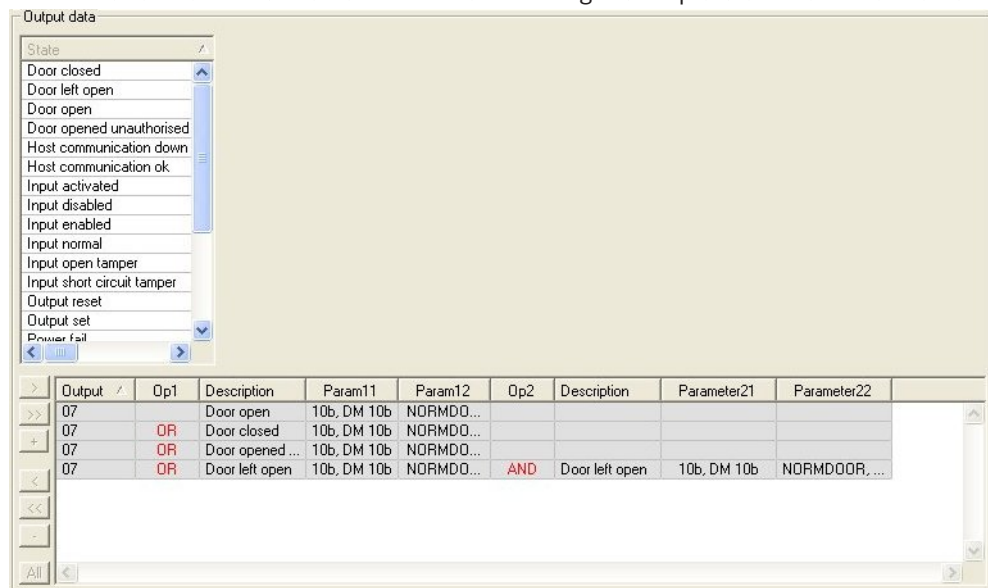 Output data
State
Door closed
Door left open
Door open
Door opened unauthorised
Host communication down
Host communication ok
Input activated
Input disabled
Input enabled
Input normal
Input open tamper
Input short circuit tamper
Output reset
Output set
Power fail
> Output Op1 Description Param11 Param12 Op2 Description Parameter21 Parameter22
>> 07 Door open 10b, DM 10b NORMDO...
07 OR Door closed 10b, DM 10b NORMDO...
+ 07 OR Door opened ... 10b, DM 10b NORMDO...
07 OR Door left open 10b, DM 10b NORMDO... AND Door left open 10b, DM 10b NORMDOOR, ...
<
<<
-
All